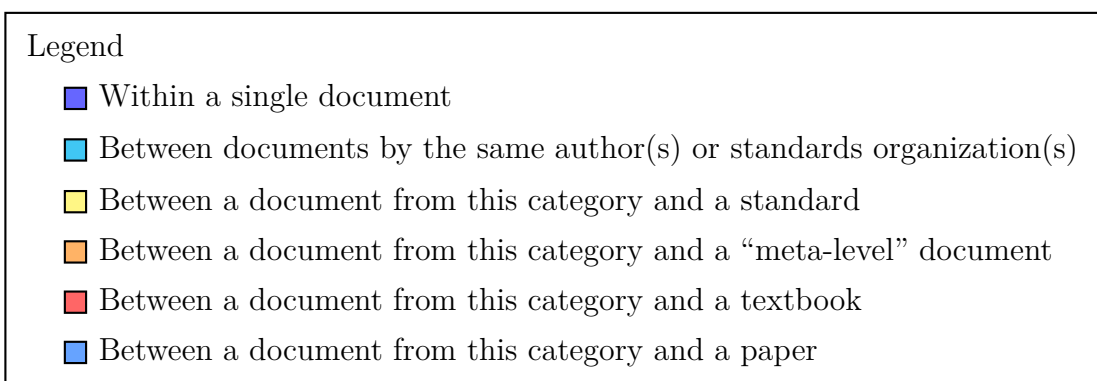 Legend
Within a single document
Between documents by the same author(s) or standards organization(s)
Between a document from this category and a standard
Between a document from this category and a “meta-level” document
Between a document from this category and a textbook
Between a document from this category and a paper